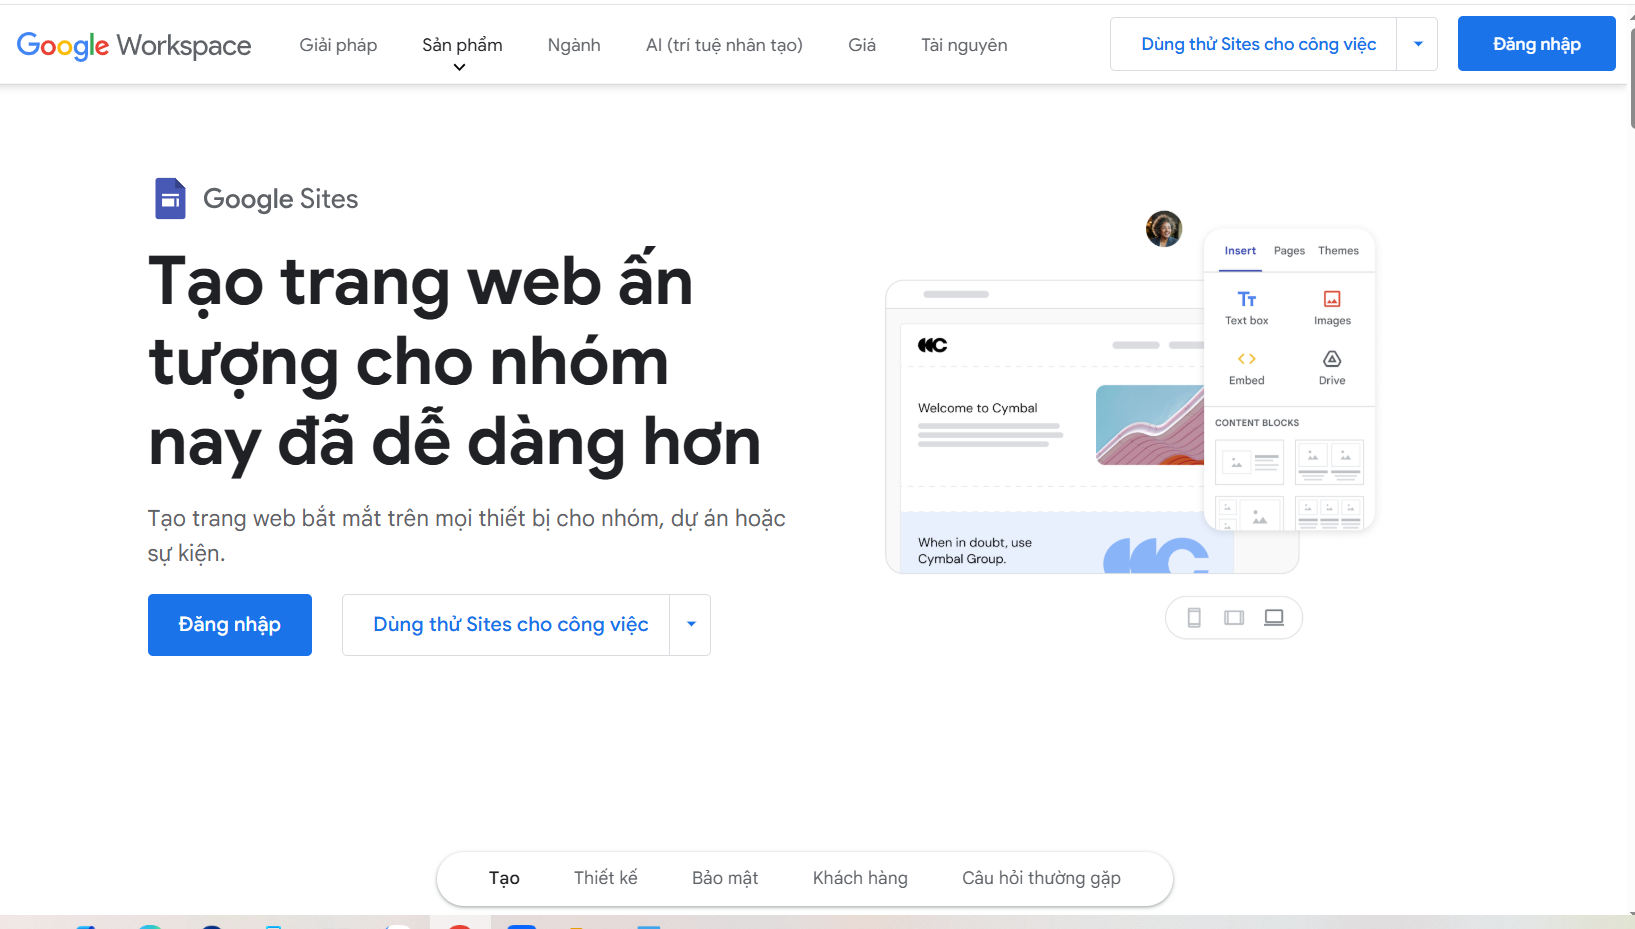 Google Workspace
Giải pháp
Sản phẩm
Ngành
AI (trí tuệ nhân tạo)
Giá
Tài nguyên
Dùng thử Sites cho công việc
Đăng nhập
Google Sites
Tạo trang web ấn
tượng cho nhóm
nay đã dễ dàng hơn
Tạo trang web bắt mắt trên mọi thiết bị cho nhóm, dự án hoặc
sự kiện.
Đăng nhập
Dùng thử Sites cho công việc
Insert
Pages
Themes
Text box
Images
Embed
Drive
CONTENT BLOCKS
Welcome to Cymbal
When in doubt, use
Cymbal Group.
Tạo
Thiết kế
Bảo mật
Khách hàng
Câu hỏi thường gặp